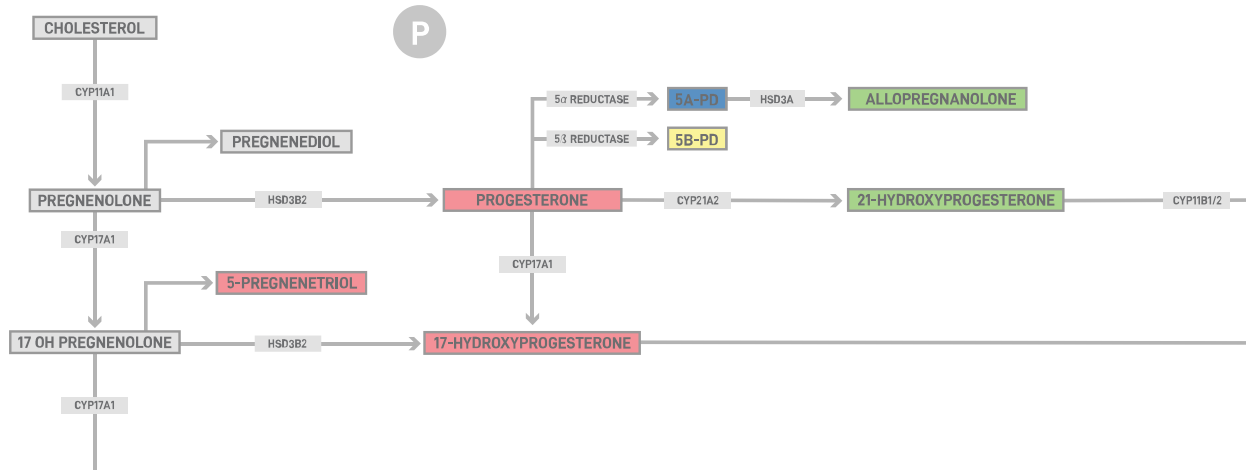 CHOLESTEROL
P
CYP11A1
5α REDUCTASE
5A-PD
HSD3A
ALLOPREGNANOLONE
PREGNENEDIOL
5ß REDUCTASE
5B-PD
PREGNENOLONE
HSD3B2
PROGESTERONE
CYP21A2
21-HYDROXYPROGESTERONE
CYP11B1/2
CYP17A1
CYP17A1
5-PREGNENETRIOL
17 OH PREGNENOLONE
HSD3B2
17-HYDROXYPROGESTERONE
CYP17A1